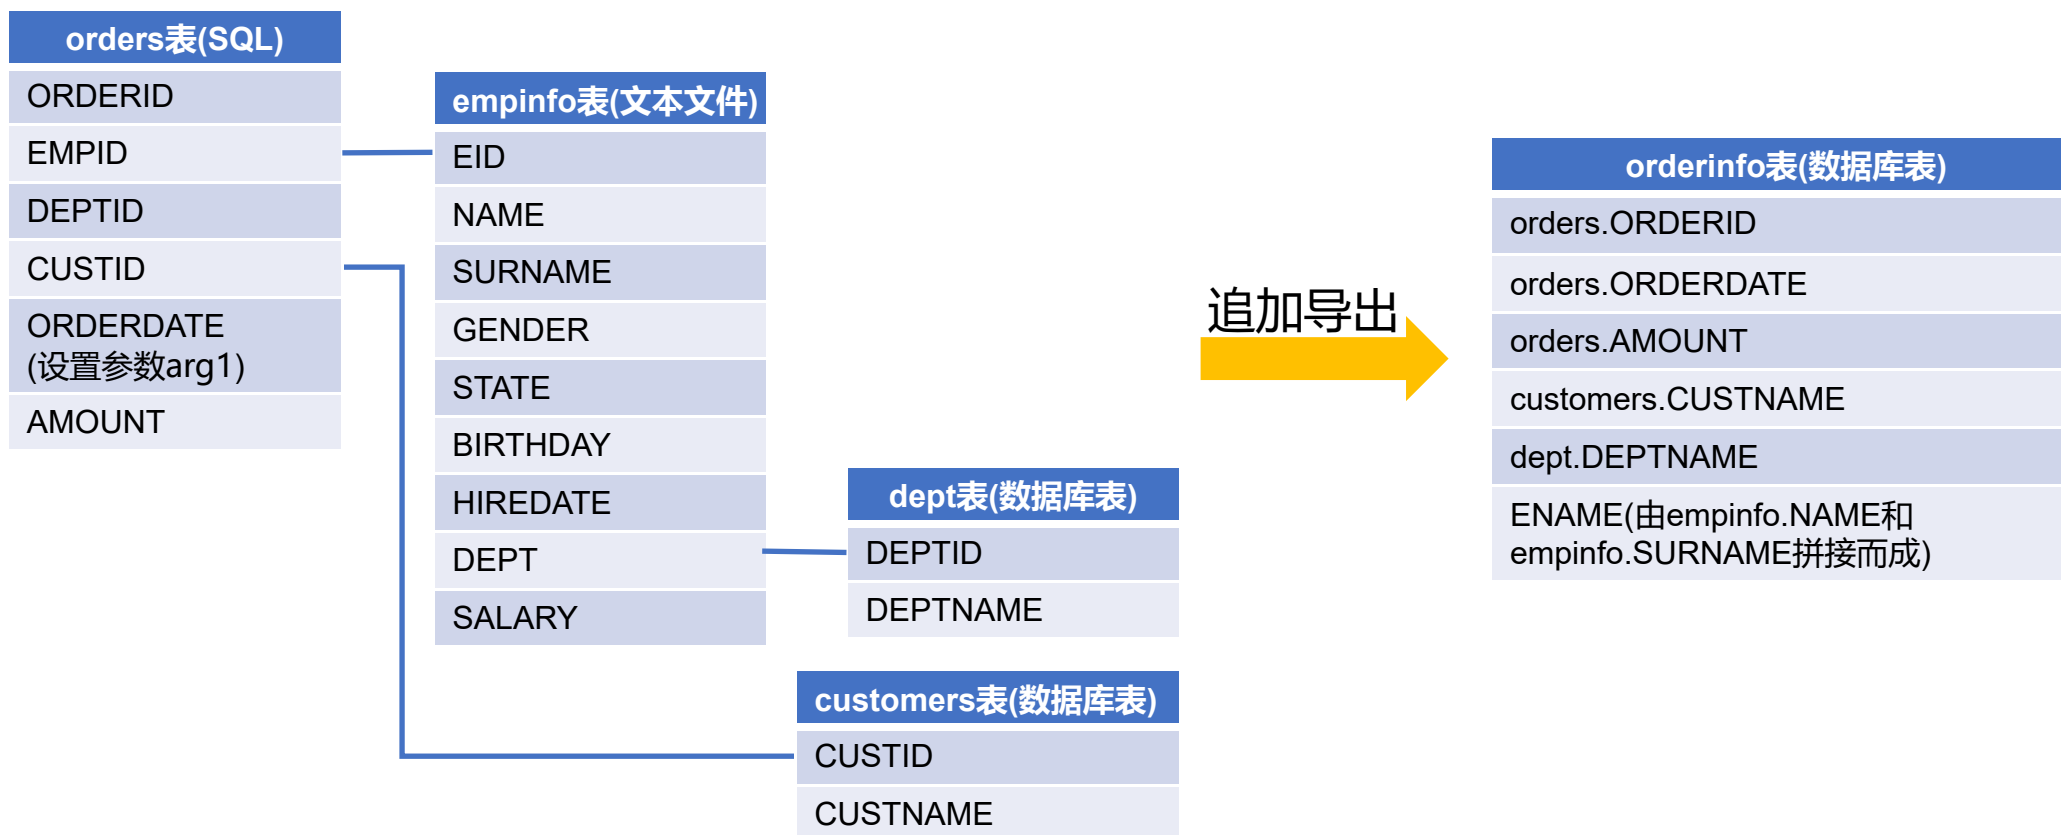 orders表(SQL)
ORDERID
EMPID
DEPTID
CUSTID
ORDERDATE
(设置参数arg1)
AMOUNT
empinfo表(文本文件)
EID
NAME
SURNAME
GENDER
STATE
BIRTHDAY
HIREDATE
DEPT
SALARY
dept表(数据库表)
DEPTID
DEPTNAME
customers表(数据库表)
CUSTID
CUSTNAME
追加导出
orderinfo表(数据库表)
orders.ORDERID
orders.ORDERDATE
orders.AMOUNT
customers.CUSTNAME
dept.DEPTNAME
ENAME(由empinfo.NAME和
empinfo.SURNAME拼接而成)